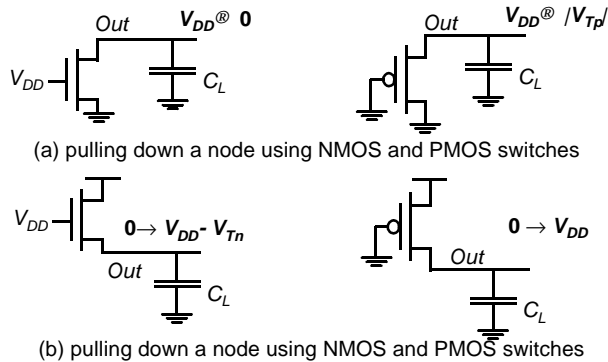 Out V_DD ® 0
V_DD
C_L
Out V_DD ® |V_Tp|
C_L
(a) pulling down a node using NMOS and PMOS switches
V_DD
0 → V_DD - V_Tn
Out
C_L
0 → V_DD
Out
C_L
(b) pulling down a node using NMOS and PMOS switches